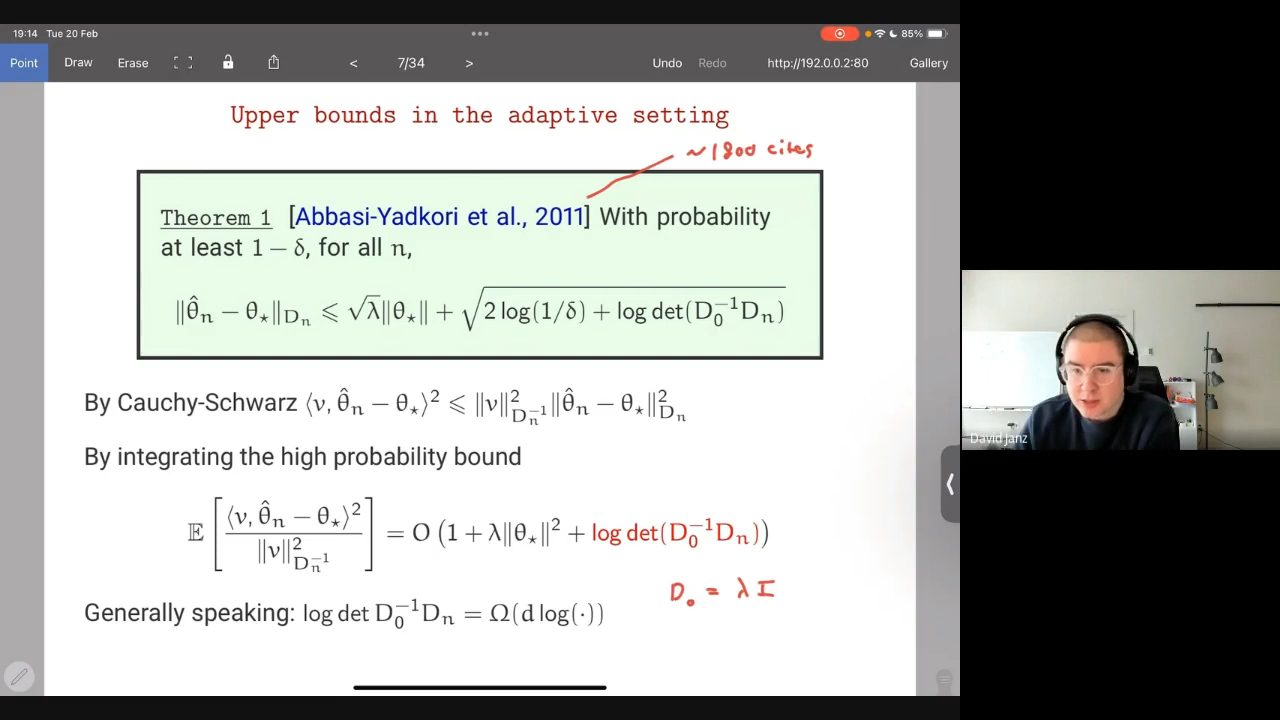 19:14 Tue 20 Feb
85%
Point Draw Erase < 7/34 > Undo Redo http://192.0.0.2:80 Gallery
Upper bounds in the adaptive setting
~1800 cites
Theorem 1 [Abbasi-Yadkori et al., 2011] With probability
at least 1 − δ, for all n,
‖θ̂ₙ − θ⋆‖_{Dₙ} ⩽ √λ‖θ⋆‖ + √(2 log(1/δ) + log det(D₀⁻¹Dₙ))
By Cauchy-Schwarz ⟨v, θ̂ₙ − θ⋆⟩² ⩽ ‖v‖²_{Dₙ⁻¹}‖θ̂ₙ − θ⋆‖²_{Dₙ}
By integrating the high probability bound
𝔼[⟨v, θ̂ₙ − θ⋆⟩² / ‖v‖²_{Dₙ⁻¹}] = O(1 + λ‖θ⋆‖² + log det(D₀⁻¹Dₙ))
D₀ = λI
Generally speaking: log det D₀⁻¹Dₙ = Ω(d log(·))
David Janz